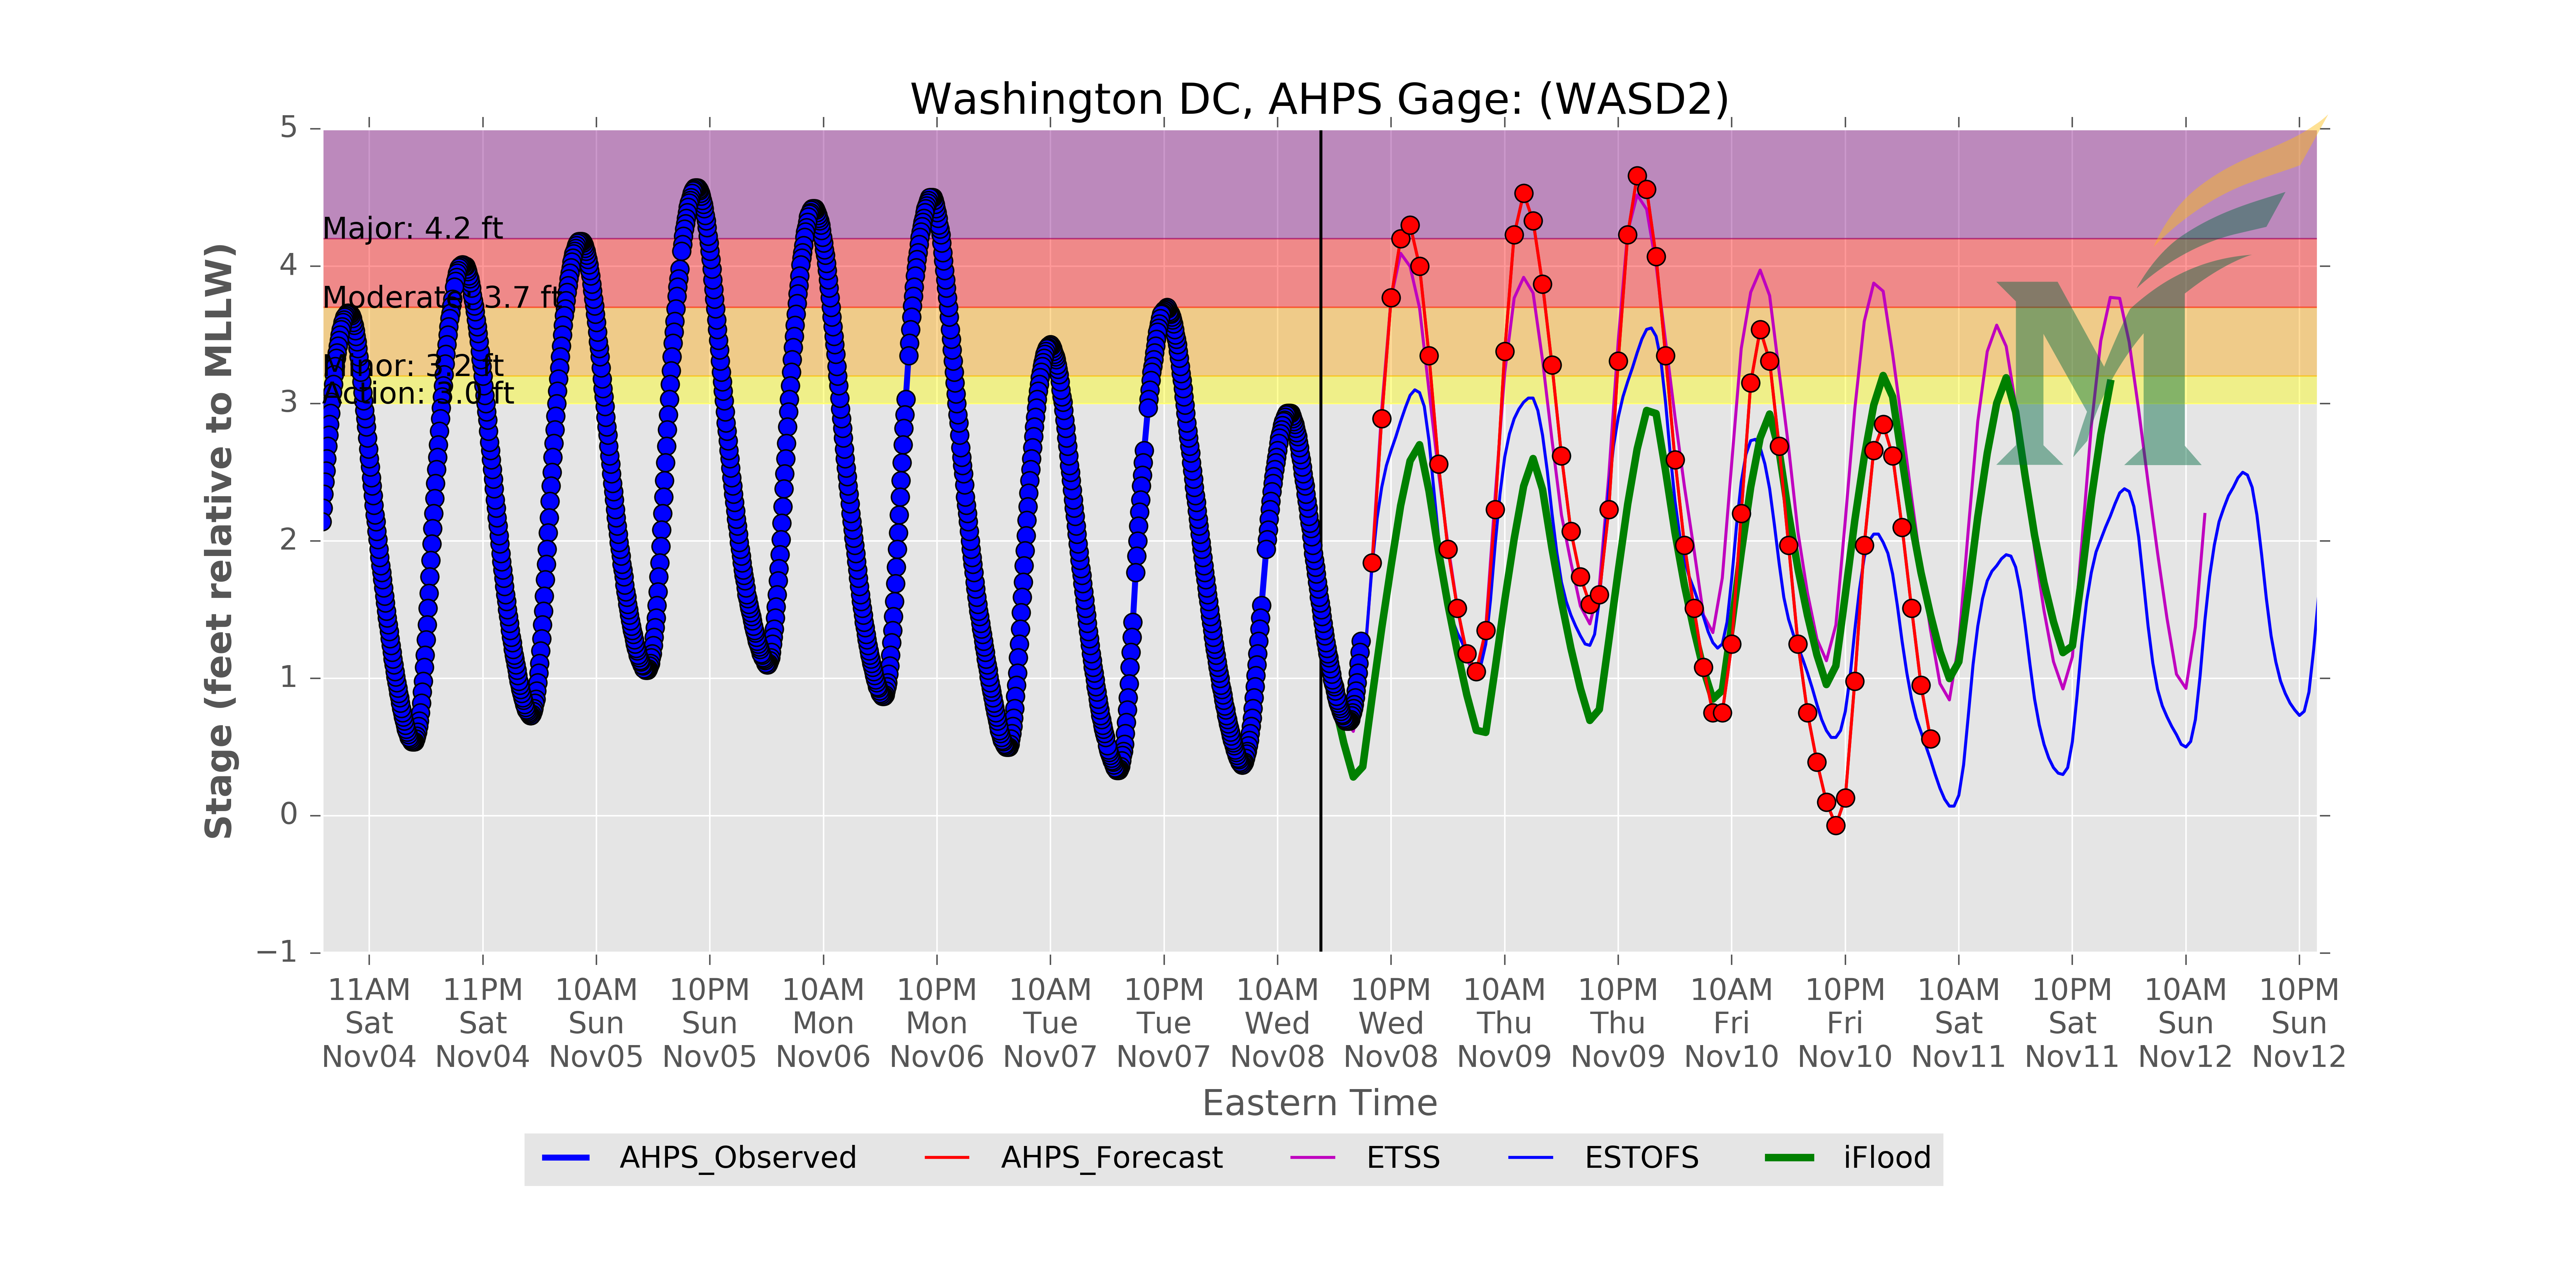 Washington DC, AHPS Gage: (WASD2)
Stage (feet relative to MLLW)
5
4
3
2
1
0
−1
Major: 4.2 ft
Moderate: 3.7 ft
Minor: 3.2 ft
Action: 3.0 ft
11AM 11PM 10AM 10PM 10AM 10PM 10AM 10PM 10AM 10PM 10AM 10PM 10AM 10PM 10AM 10PM 10AM 10PM
Sat Sat Sun Sun Mon Mon Tue Tue Wed Wed Thu Thu Fri Fri Sat Sat Sun Sun
Nov04 Nov04 Nov05 Nov05 Nov06 Nov06 Nov07 Nov07 Nov08 Nov08 Nov09 Nov09 Nov10 Nov10 Nov11 Nov11 Nov12 Nov12
Eastern Time
AHPS_Observed AHPS_Forecast ETSS ESTOFS iFlood